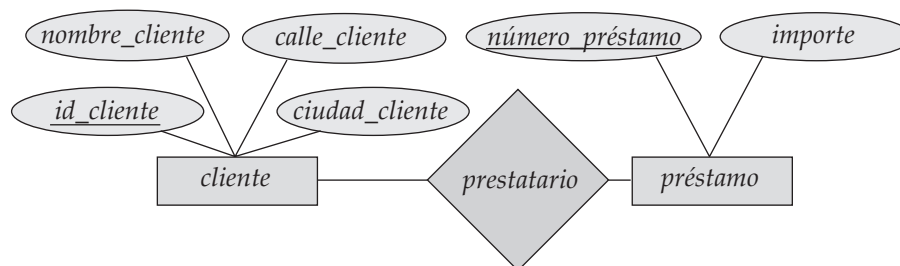 nombre_cliente
calle_cliente
número_préstamo
importe
id_cliente
ciudad_cliente
cliente
prestatario
préstamo